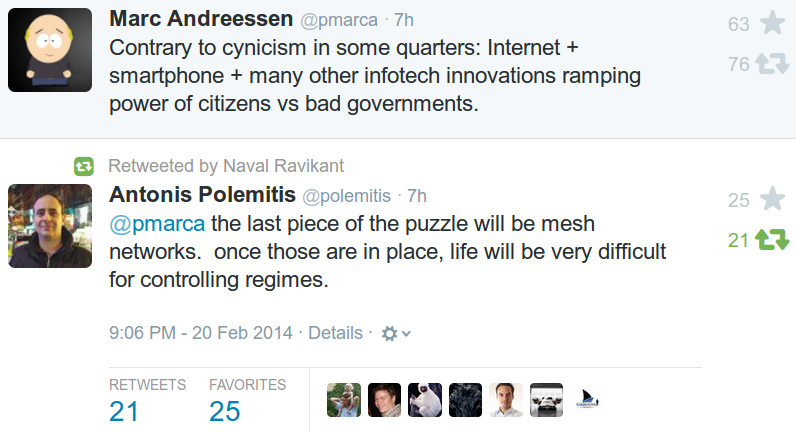 Marc Andreessen @pmarca · 7h
63
Contrary to cynicism in some quarters: Internet +
smartphone + many other infotech innovations ramping
76
power of citizens vs bad governments.
Retweeted by Naval Ravikant
Antonis Polemitis @polemitis · 7h
25
@pmarca the last piece of the puzzle will be mesh
21
networks.  once those are in place, life will be very difficult
for controlling regimes.
9:06 PM - 20 Feb 2014 · Details ·
RETWEETS FAVORITES
21 25